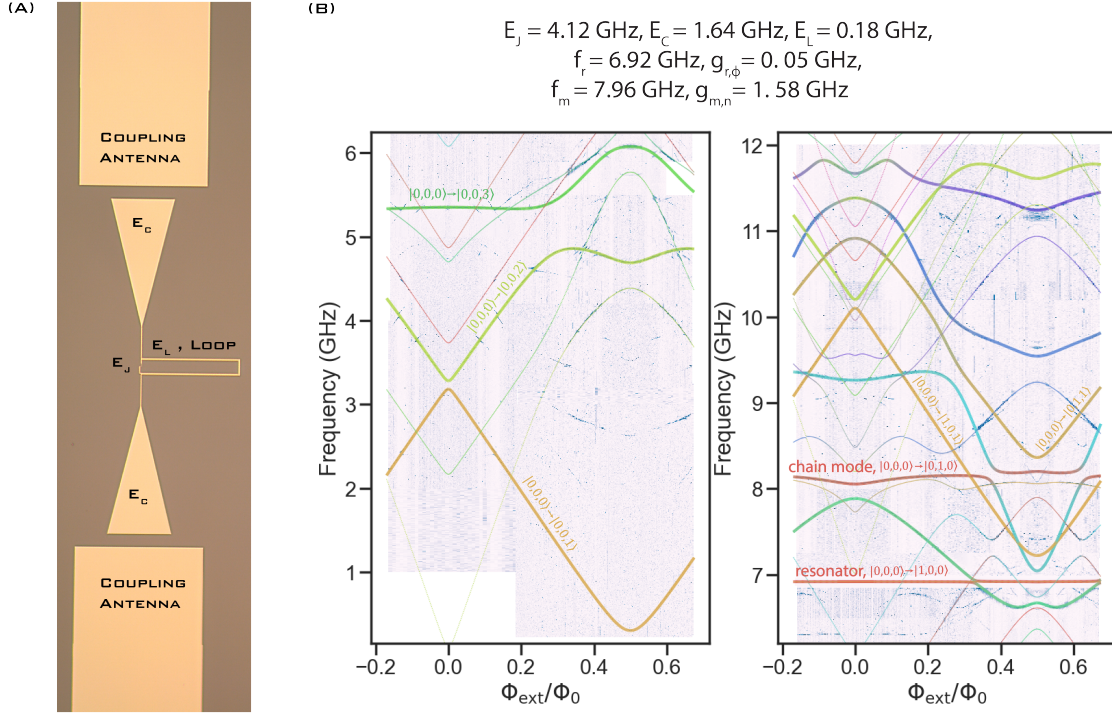 (A)
Coupling
Antenna
E_C
E_L , Loop
E_J
E_C
Coupling
Antenna
(B)
E_J = 4.12 GHz, E_C = 1.64 GHz, E_L = 0.18 GHz,
f_r = 6.92 GHz, g_{r,ϕ} = 0. 05 GHz,
f_m = 7.96 GHz, g_{m,n} = 1. 58 GHz
Frequency (GHz)
6
5
4
3
2
1
|0,0,0⟩→|0,0,3⟩
|0,0,0⟩→|0,0,2⟩
|0,0,0⟩→|0,0,1⟩
−0.2 0.0 0.2 0.4 0.6
Φ_ext/Φ_0
Frequency (GHz)
12
11
10
9
8
7
|0,0,0⟩→|1,0,1⟩
|0,0,0⟩→|0,1,1⟩
chain mode, |0,0,0⟩→|0,1,0⟩
resonator, |0,0,0⟩→|1,0,0⟩
−0.2 0.0 0.2 0.4 0.6
Φ_ext/Φ_0